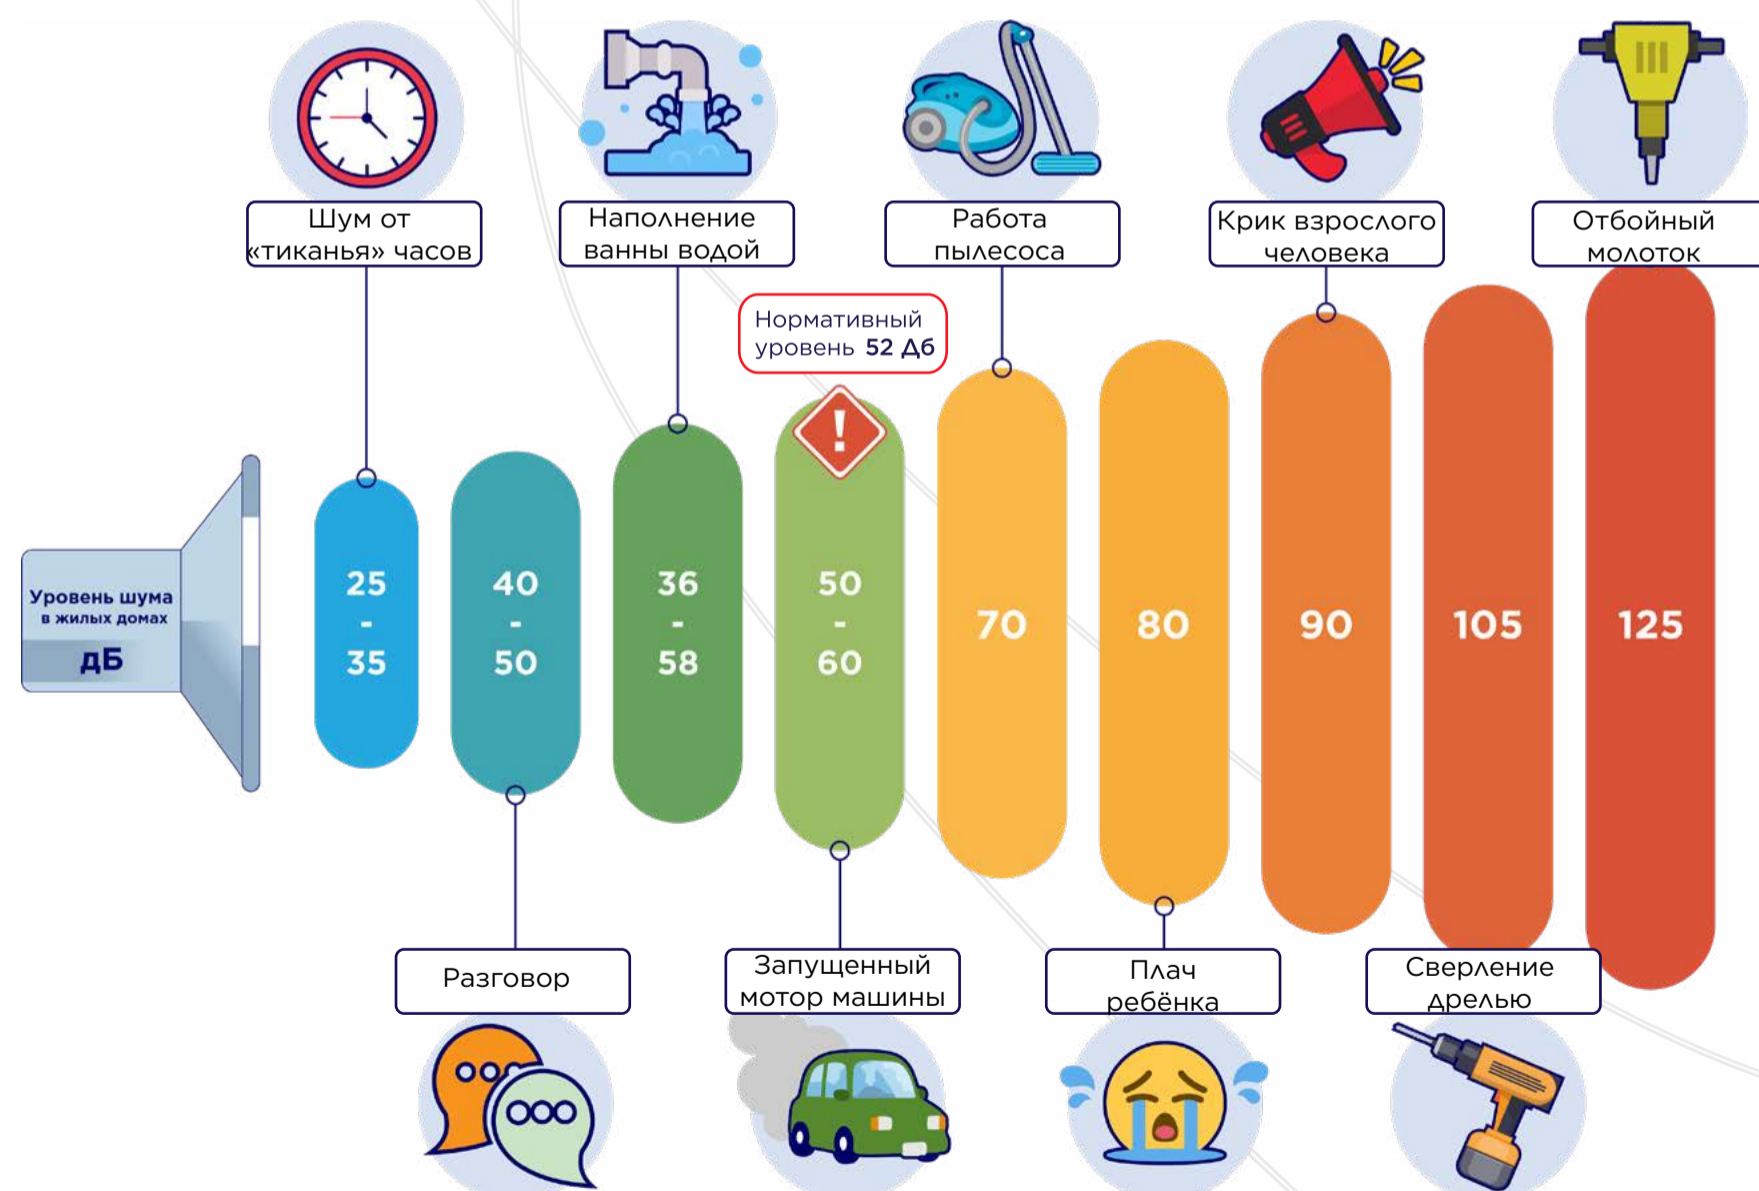 Шум от
«тиканья» часов
Наполнение
ванны водой
Работа
пылесоса
Крик взрослого
человека
Отбойный
молоток
Нормативный
уровень 52 Дб
!
Уровень шума
в жилых домах
дБ
25
-
35
40
-
50
36
-
58
50
-
60
70
80
90
105
125
Разговор
Запущенный
мотор машины
Плач
ребёнка
Сверление
дрелью